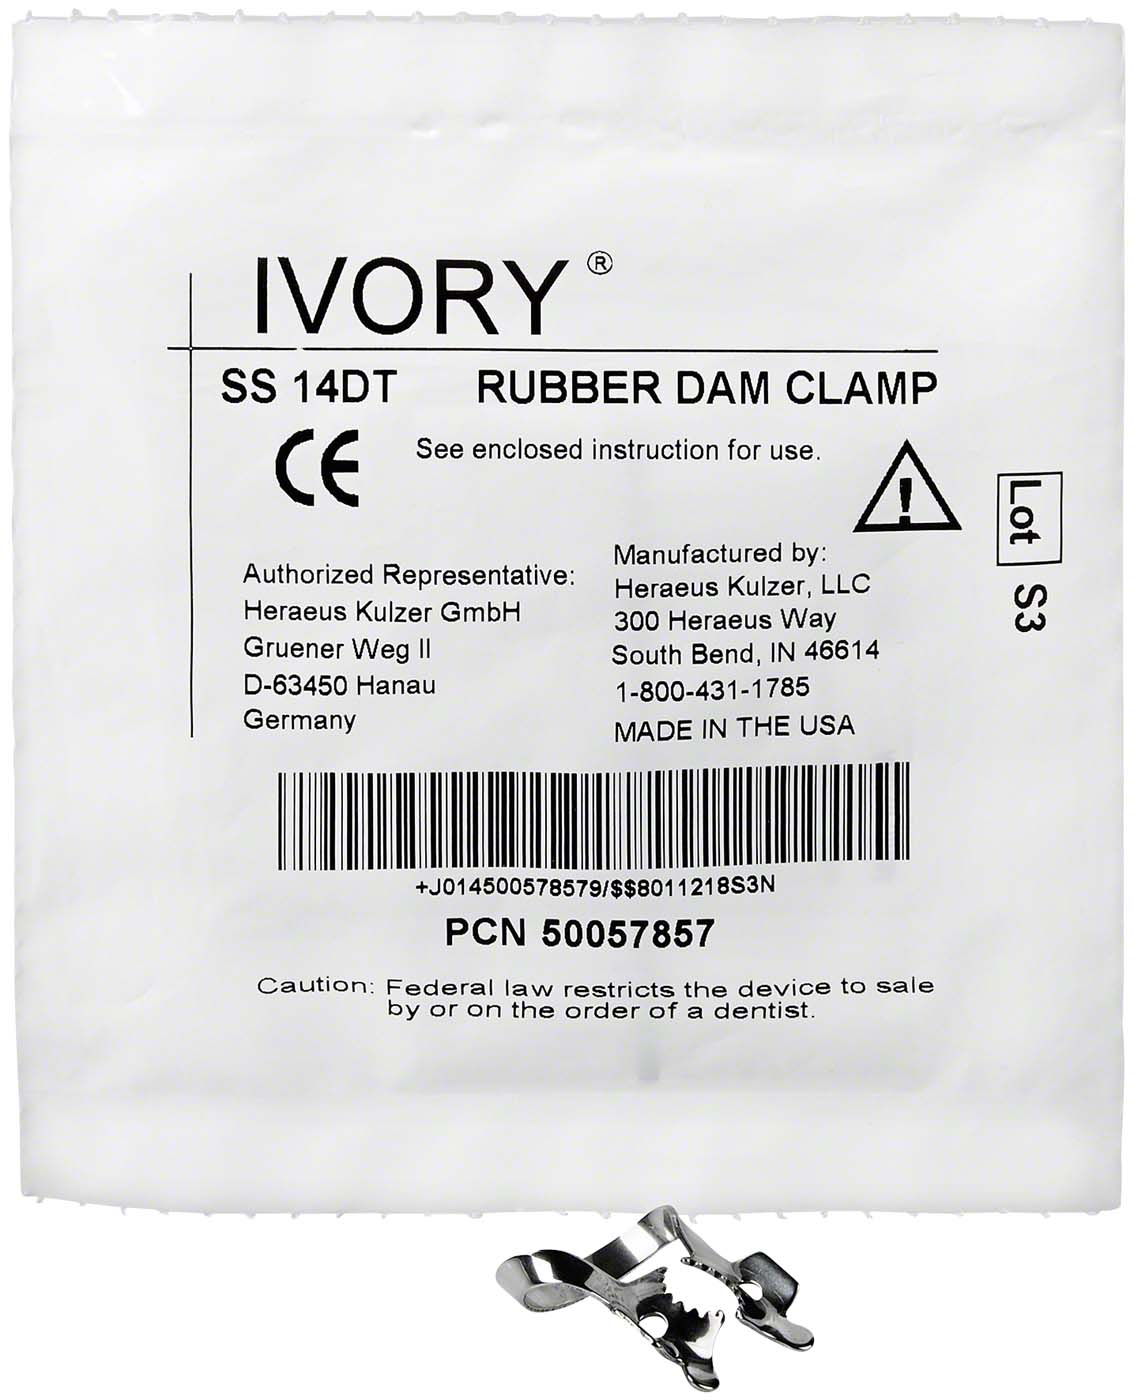 IVORY ®
SS 14DT RUBBER DAM CLAMP
CE See enclosed instruction for use.
!
Authorized Representative:
Heraeus Kulzer GmbH
Gruener Weg II
D-63450 Hanau
Germany
Manufactured by:
Heraeus Kulzer, LLC
300 Heraeus Way
South Bend, IN 46614
1-800-431-1785
MADE IN THE USA
Lot S3
+J014500578579/$$8011218S3N
PCN 50057857
Caution: Federal law restricts the device to sale
by or on the order of a dentist.